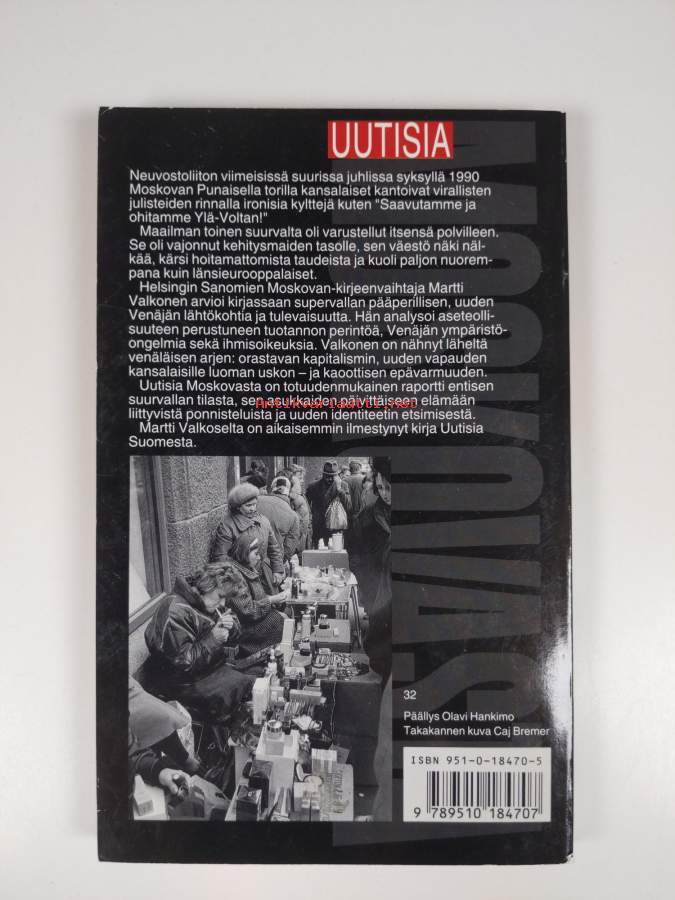 UUTISIA
MOSKOVASTA
Neuvostoliiton viimeisissä suurissa juhlissa syksyllä 1990
Moskovan Punaisella torilla kansalaiset kantoivat virallisten
julisteiden rinnalla ironisia kylttejä kuten "Saavutamme ja
ohitamme Ylä-Voltan!"
Maailman toinen suurvalta oli varustellut itsensä polvilleen.
Se oli vajonnut kehitysmaiden tasolle, sen väestö näki näl-
kää, kärsi hoitamattomista taudeista ja kuoli paljon nuorem-
pana kuin länsieurooppalaiset.
Helsingin Sanomien Moskovan-kirjeenvaihtaja Martti
Valkonen arvioi kirjassaan supervallan pääperillisen, uuden
Venäjän lähtökohtia ja tulevaisuutta. Hän analysoi aseteolli-
suuteen perustuneen tuotannon perintöä, Venäjän ympäristö-
ongelmia sekä ihmisoikeuksia. Valkonen on nähnyt läheltä
venäläisen arjen: orastavan kapitalismin, uuden vapauden
kansalaisille luoman uskon – ja kaoottisen epävarmuuden.
Uutisia Moskovasta on totuudenmukainen raportti entisen
suurvallan tilasta, sen asukkaiden päivittäiseen elämään
Antikvariaatti.net
liittyvistä ponnisteluista ja uuden identiteetin etsimisestä.
Martti Valkoselta on aikaisemmin ilmestynyt kirja Uutisia
Suomesta.
32
Päällys Olavi Hankimo
Takakannen kuva Caj Bremer
ISBN 951-0-18470-5
9 789510 184707